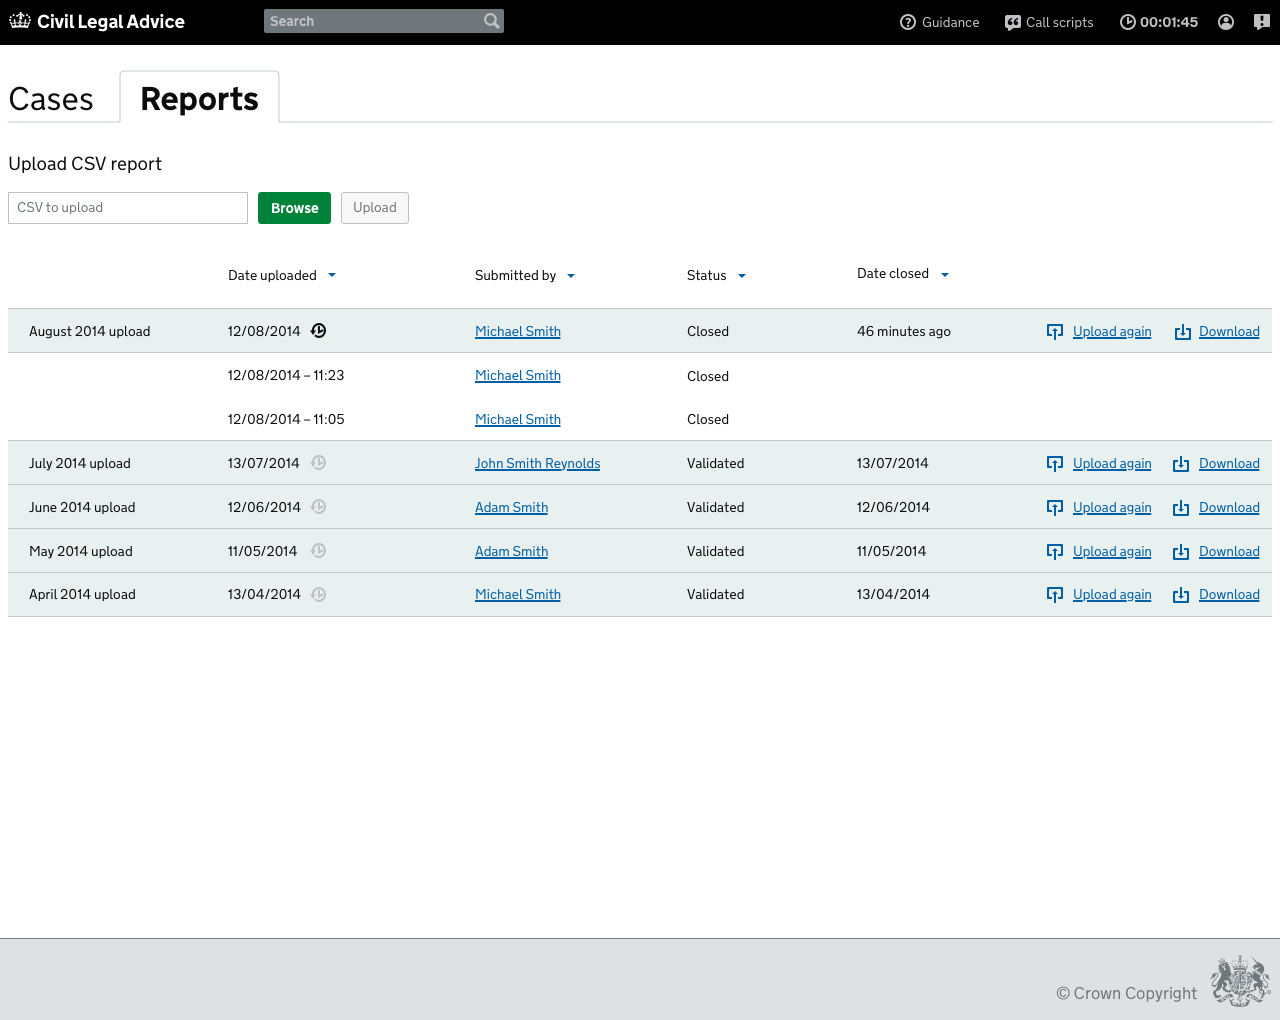 Civil Legal Advice Search Guidance Call scripts 00:01:45
Cases Reports
Upload CSV report
CSV to upload Browse Upload
Date uploaded Submitted by Status Date closed
August 2014 upload 12/08/2014 Michael Smith Closed 46 minutes ago Upload again Download
12/08/2014 – 11:23 Michael Smith Closed
12/08/2014 – 11:05 Michael Smith Closed
July 2014 upload 13/07/2014 John Smith Reynolds Validated 13/07/2014 Upload again Download
June 2014 upload 12/06/2014 Adam Smith Validated 12/06/2014 Upload again Download
May 2014 upload 11/05/2014 Adam Smith Validated 11/05/2014 Upload again Download
April 2014 upload 13/04/2014 Michael Smith Validated 13/04/2014 Upload again Download
© Crown Copyright